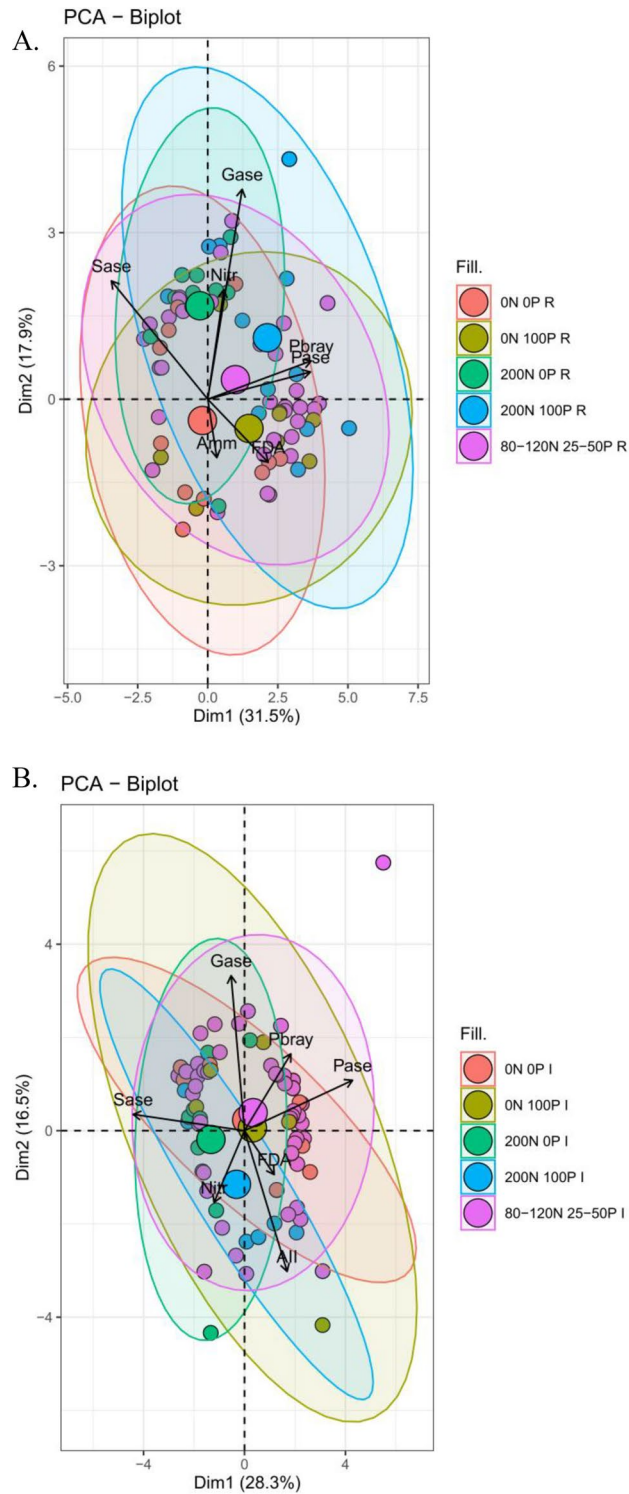 PCA − Biplot
A.
6
3
0
−3
Dim2 (17.9%)
Gase
Sase
Nitr
Pbray
Pase
Amm
FDA
−5.0 −2.5 0.0 2.5 5.0 7.5
Dim1 (31.5%)
Fill.
0N 0P R
0N 100P R
200N 0P R
200N 100P R
80−120N 25−50P R
B.
PCA − Biplot
4
0
−4
Dim2 (16.5%)
Gase
Pbray
Pase
Sase
FDA
Nitr
−4 0 4
Dim1 (28.3%)
Fill.
0N 0P I
0N 100P I
200N 0P I
200N 100P I
80−120N 25−50P I